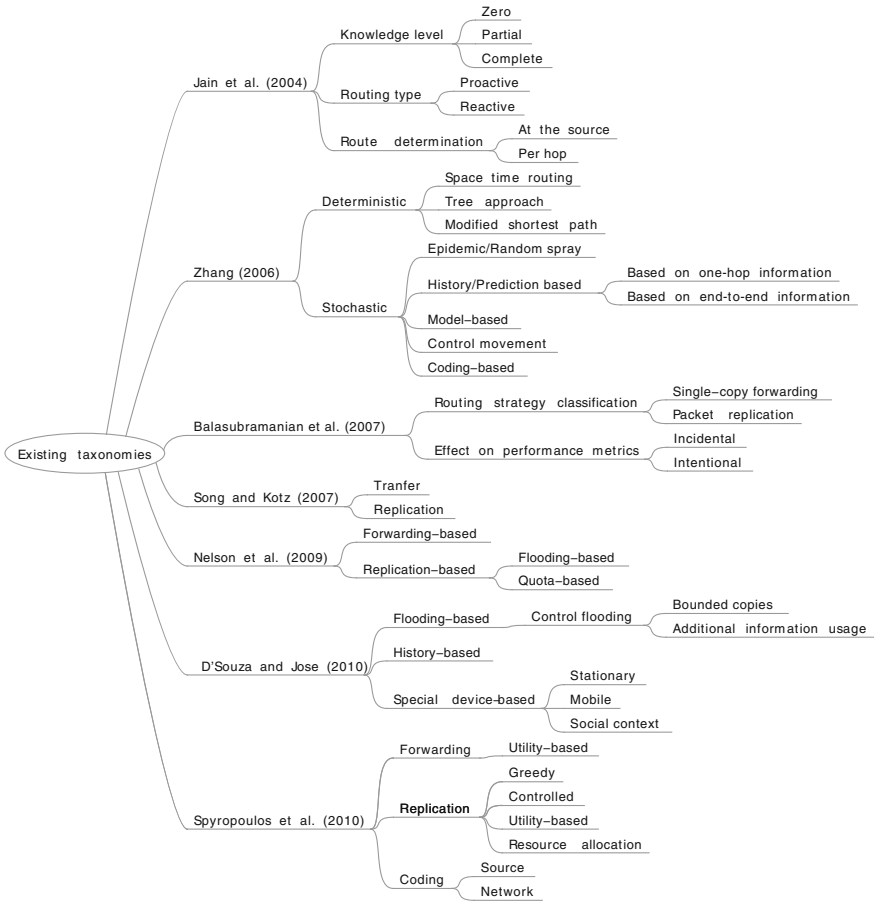 Existing taxonomies
Jain et al. (2004)
Knowledge level
Zero
Partial
Complete
Routing type
Proactive
Reactive
Route determination
At the source
Per hop
Zhang (2006)
Deterministic
Space time routing
Tree approach
Modified shortest path
Stochastic
Epidemic/Random spray
History/Prediction based
Based on one-hop information
Based on end-to-end information
Model–based
Control movement
Coding–based
Balasubramanian et al. (2007)
Routing strategy classification
Single–copy forwarding
Packet replication
Effect on performance metrics
Incidental
Intentional
Song and Kotz (2007)
Tranfer
Replication
Nelson et al. (2009)
Forwarding–based
Replication–based
Flooding–based
Quota–based
D'Souza and Jose (2010)
Flooding–based
Control flooding
Bounded copies
Additional information usage
History–based
Special device–based
Stationary
Mobile
Social context
Spyropoulos et al. (2010)
Forwarding
Utility–based
Replication
Greedy
Controlled
Utility–based
Resource allocation
Coding
Source
Network